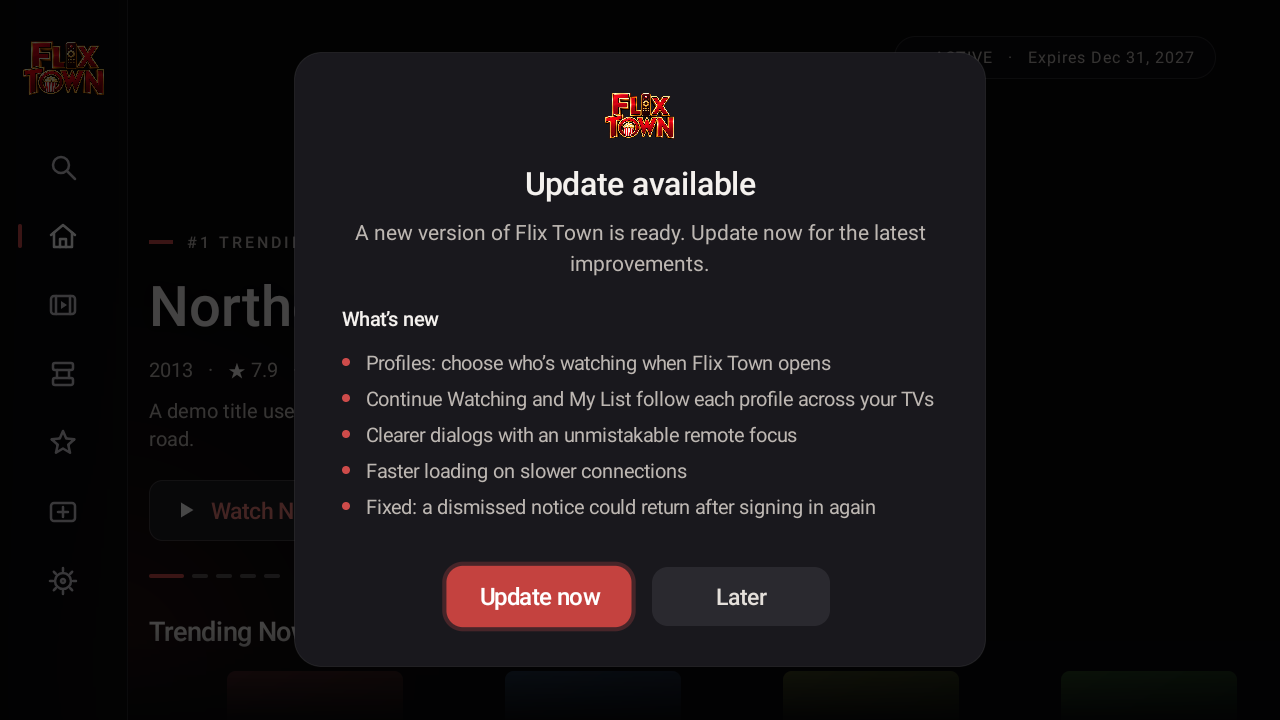 FLiX
TOWN
Expires Dec 31, 2027
FLiX
TOWN
Update available
A new version of Flix Town is ready. Update now for the latest
improvements.
#1
North
2013 · ★ 7.9
A demo title
road.
Watch
Trending
What's new
Profiles: choose who's watching when Flix Town opens
Continue Watching and My List follow each profile across your TVs
Clearer dialogs with an unmistakable remote focus
Faster loading on slower connections
Fixed: a dismissed notice could return after signing in again
Update now
Later